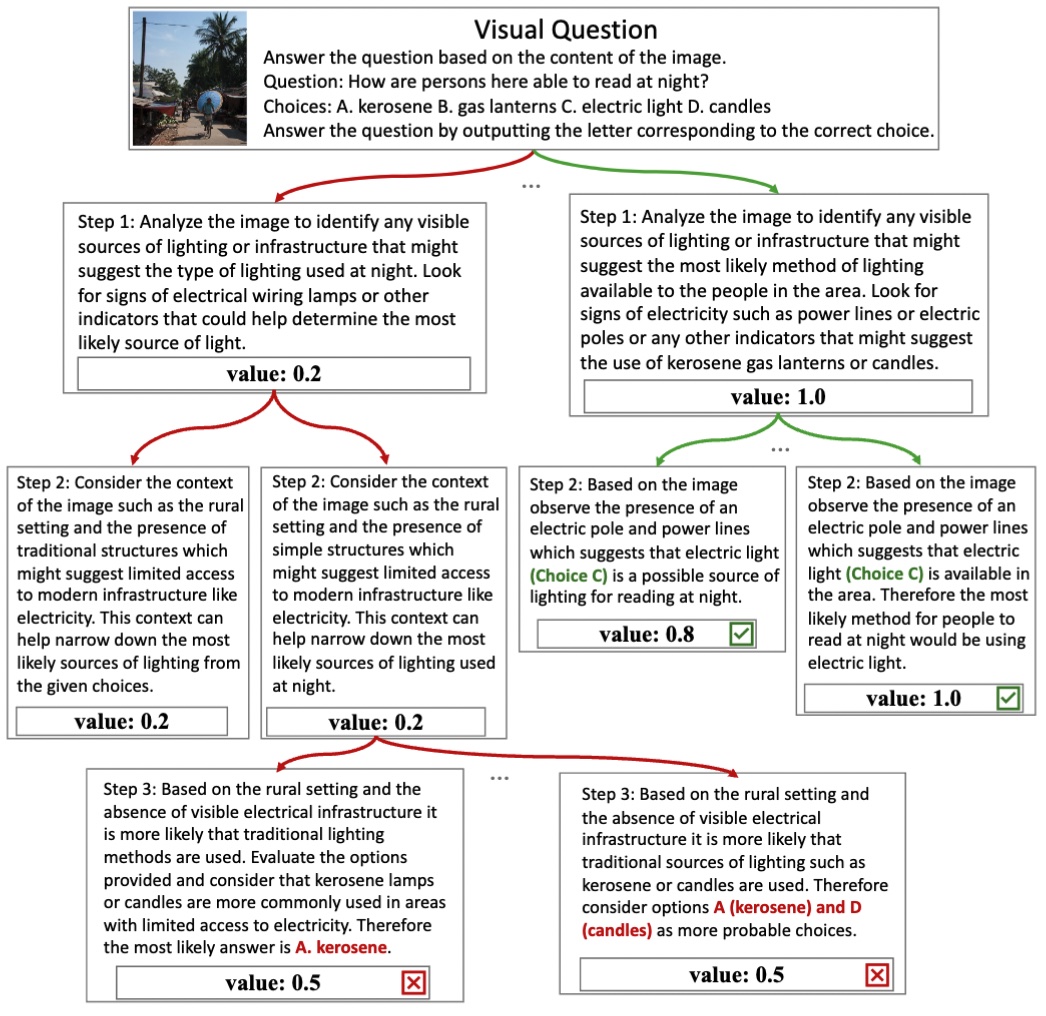 Visual Question
Answer the question based on the content of the image.
Question: How are persons here able to read at night?
Choices: A. kerosene B. gas lanterns C. electric light D. candles
Answer the question by outputting the letter corresponding to the correct choice.
...
Step 1: Analyze the image to identify any visible
sources of lighting or infrastructure that might
suggest the type of lighting used at night. Look
for signs of electrical wiring lamps or other
indicators that could help determine the most
likely source of light.
value: 0.2
Step 1: Analyze the image to identify any visible
sources of lighting or infrastructure that might
suggest the most likely method of lighting
available to the people in the area. Look for
signs of electricity such as power lines or electric
poles or any other indicators that might suggest
the use of kerosene gas lanterns or candles.
value: 1.0
...
Step 2: Consider the context
of the image such as the rural
setting and the presence of
traditional structures which
might suggest limited access
to modern infrastructure like
electricity. This context can
help narrow down the most
likely sources of lighting from
the given choices.
value: 0.2
Step 2: Consider the context
of the image such as the rural
setting and the presence of
simple structures which
might suggest limited access
to modern infrastructure like
electricity. This context can
help narrow down the most
likely sources of lighting used
at night.
value: 0.2
Step 2: Based on the image
observe the presence of an
electric pole and power lines
which suggests that electric light
(Choice C) is a possible source of
lighting for reading at night.
value: 0.8
Step 2: Based on the image
observe the presence of an
electric pole and power lines
which suggests that electric
light (Choice C) is available in
the area. Therefore the most
likely method for people to
read at night would be using
electric light.
value: 1.0
...
Step 3: Based on the rural setting and the
absence of visible electrical infrastructure it
is more likely that traditional lighting
methods are used. Evaluate the options
provided and consider that kerosene lamps
or candles are more commonly used in areas
with limited access to electricity. Therefore
the most likely answer is A. kerosene.
value: 0.5
Step 3: Based on the rural setting and
the absence of visible electrical
infrastructure it is more likely that
traditional sources of lighting such as
kerosene or candles are used. Therefore
consider options A (kerosene) and D
(candles) as more probable choices.
value: 0.5